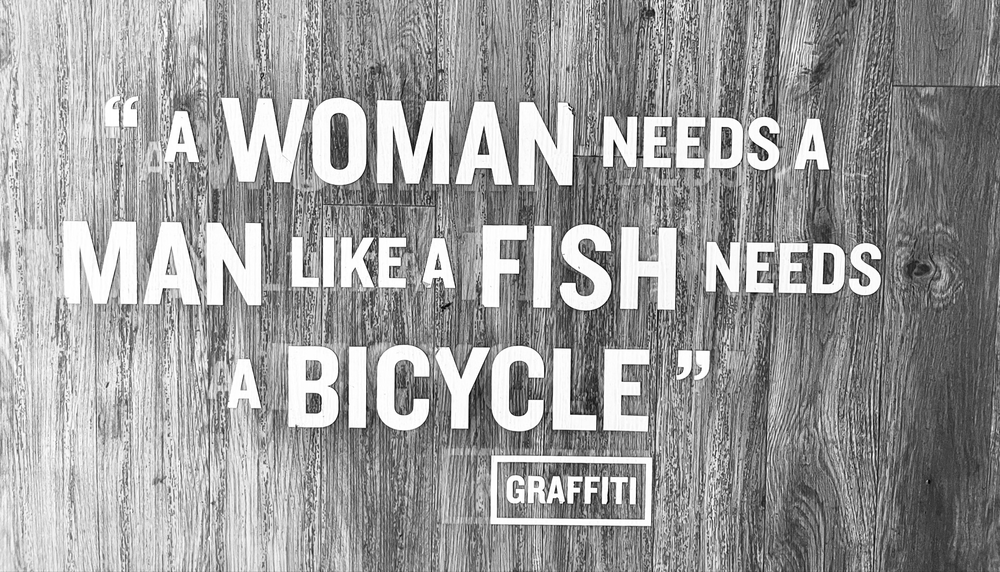 “ A WOMAN NEEDS A
MAN LIKE A FISH NEEDS
A BICYCLE ”
GRAFFITI